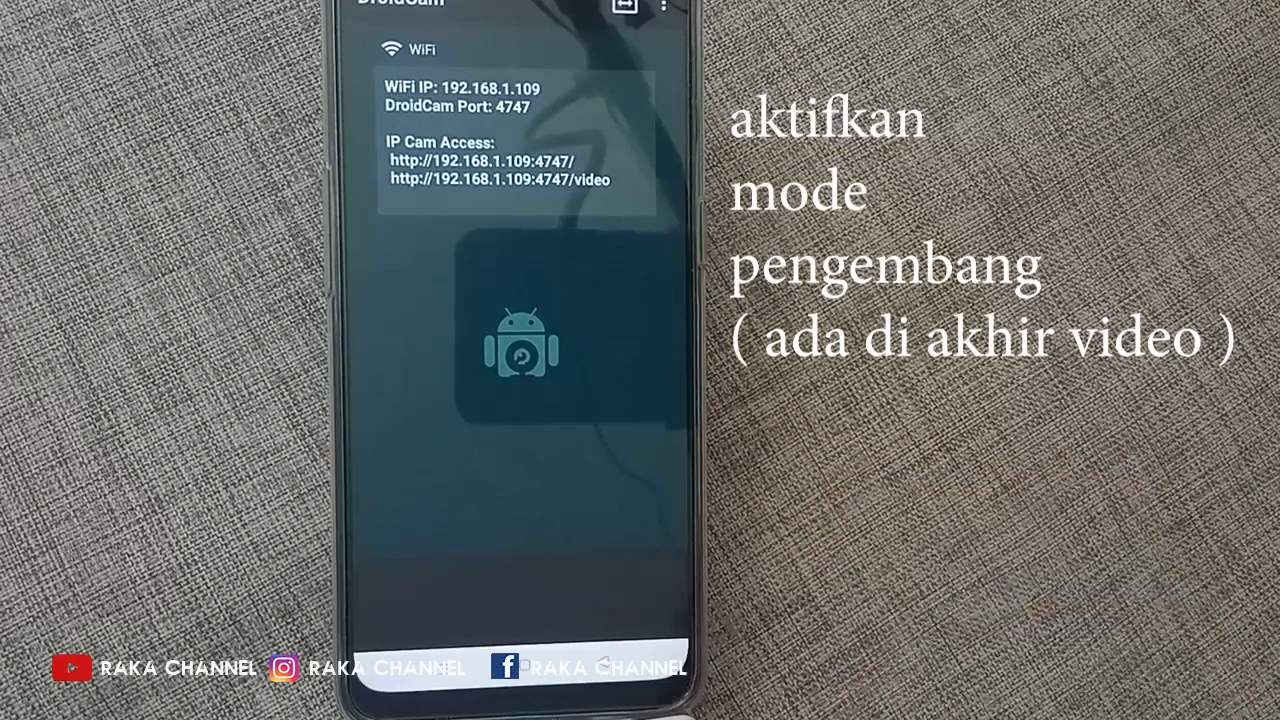 DroidCam
WiFi
WiFi IP: 192.168.1.109
DroidCam Port: 4747
IP Cam Access:
http://192.168.1.109:4747/
http://192.168.1.109:4747/video
aktifkan
mode
pengembang
( ada di akhir video )
RAKA CHANNEL RAKA CHANNEL RAKA CHANNEL